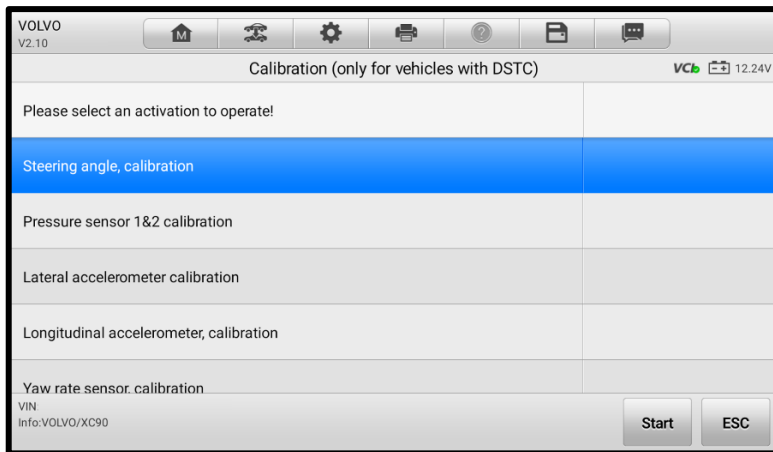 VOLVO
V2.10
M
?
Calibration (only for vehicles with DSTC)
VCI
12.24V
Please select an activation to operate!
Steering angle, calibration
Pressure sensor 1&2 calibration
Lateral accelerometer calibration
Longitudinal accelerometer, calibration
Yaw rate sensor, calibration
VIN
Info:VOLVO/XC90
Start
ESC